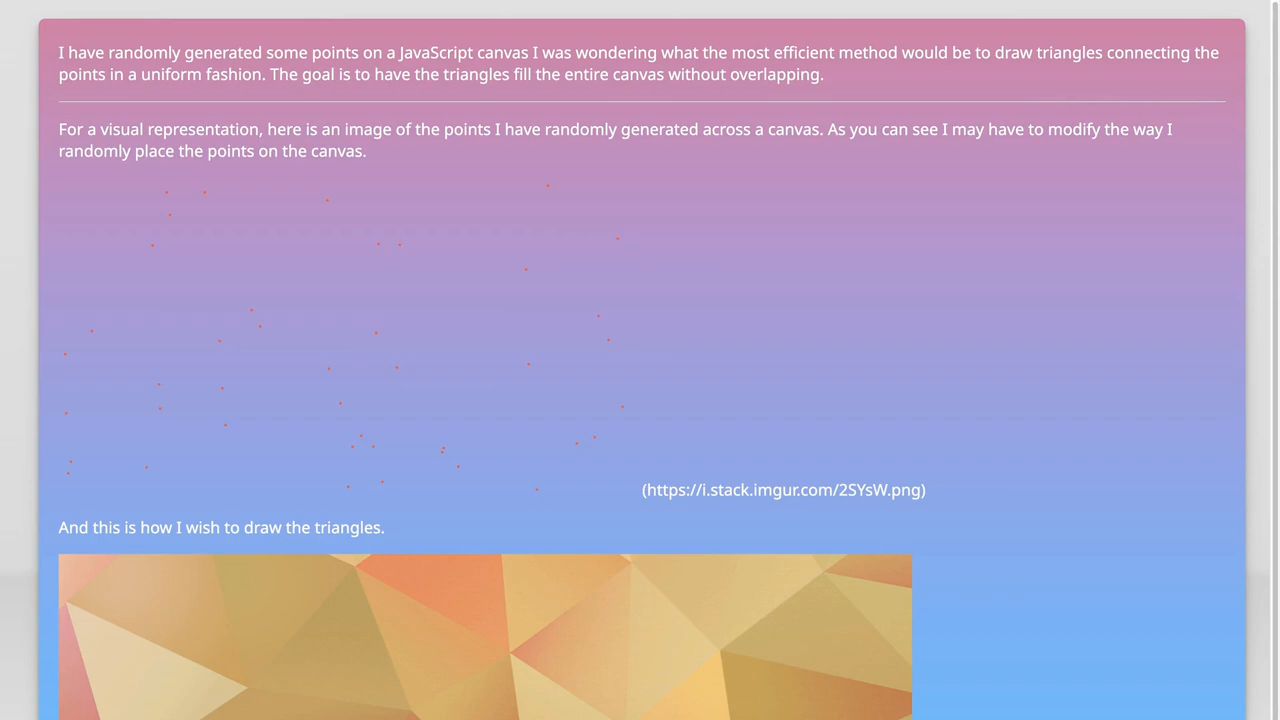 I have randomly generated some points on a JavaScript canvas I was wondering what the most efficient method would be to draw triangles connecting the
points in a uniform fashion. The goal is to have the triangles fill the entire canvas without overlapping.
For a visual representation, here is an image of the points I have randomly generated across a canvas. As you can see I may have to modify the way I
randomly place the points on the canvas.
(https://i.stack.imgur.com/2SYsW.png)
And this is how I wish to draw the triangles.